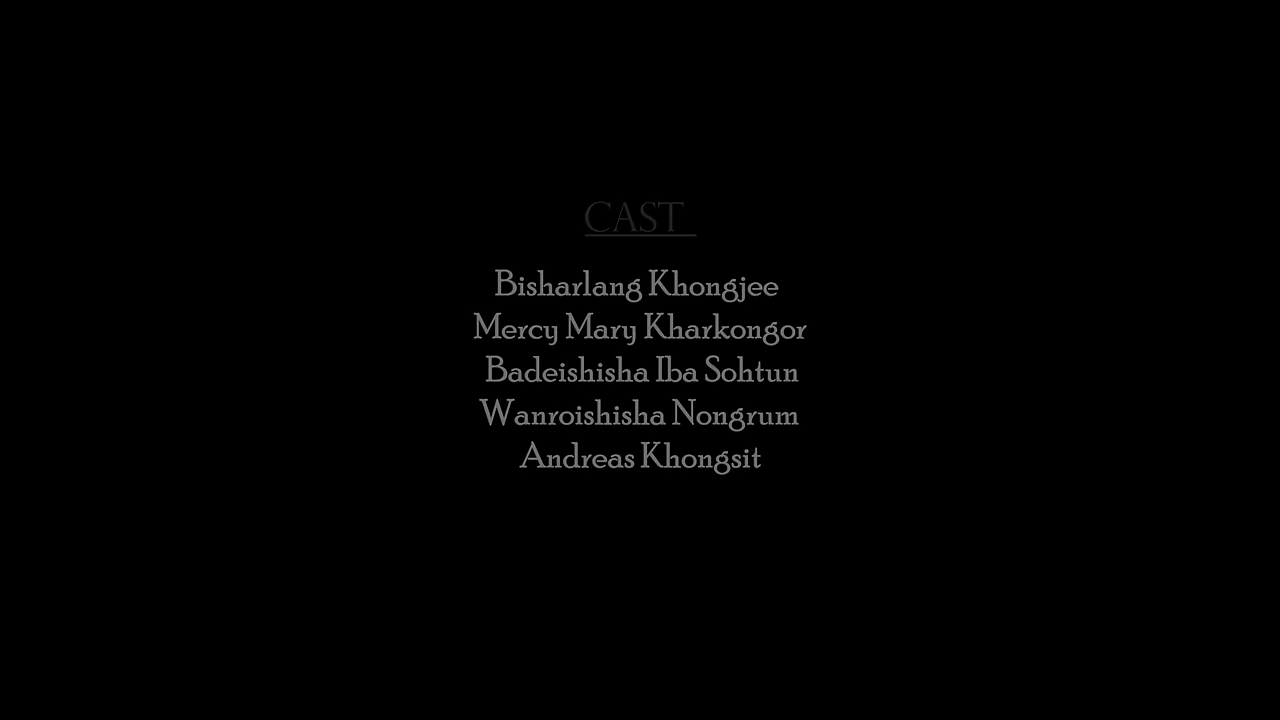 CAST
Bisharlang Khongjee
Mercy Mary Kharkongor
Badeishisha Iba Sohtun
Wanroishisha Nongrum
Andreas Khongsit